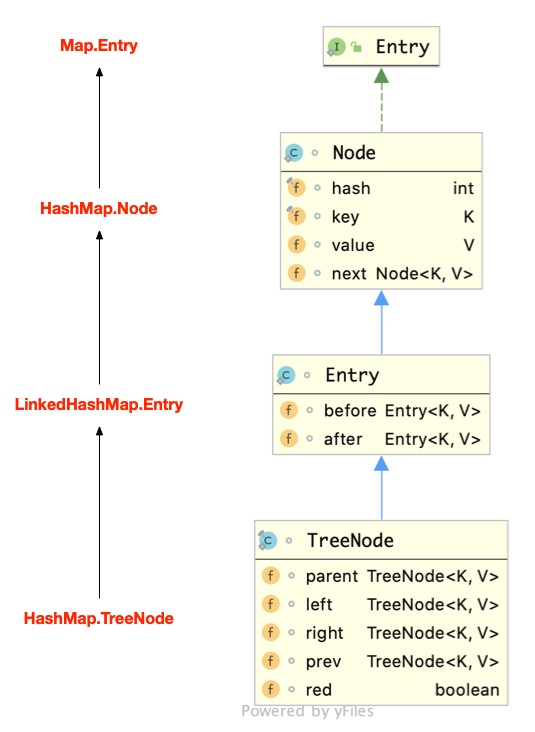 Map.Entry
HashMap.Node
LinkedHashMap.Entry
HashMap.TreeNode
I Entry
C Node
f hash int
f key K
f value V
f next Node<K, V>
C Entry
f before Entry<K, V>
f after Entry<K, V>
C TreeNode
f parent TreeNode<K, V>
f left TreeNode<K, V>
f right TreeNode<K, V>
f prev TreeNode<K, V>
f red boolean
Powered by yFiles